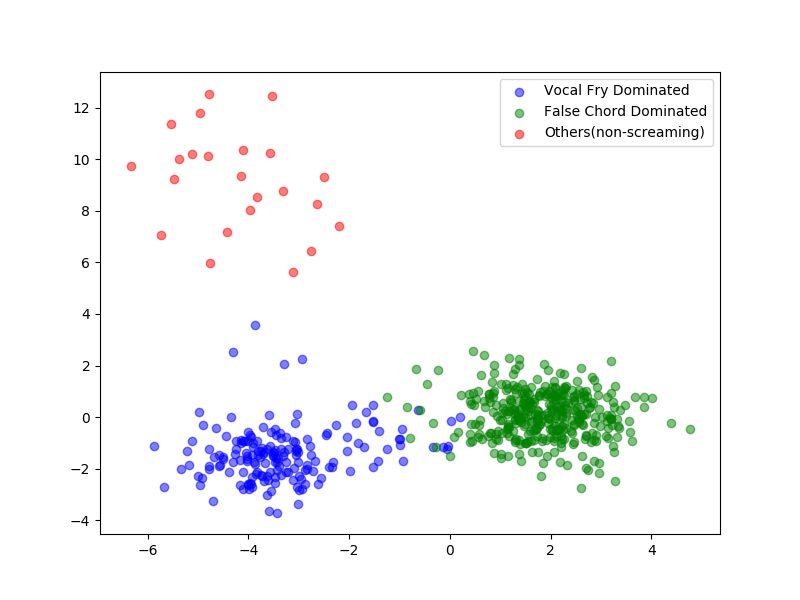 Vocal Fry Dominated
False Chord Dominated
Others(non-screaming)
12
10
8
6
4
2
0
−2
−4
−6 −4 −2 0 2 4